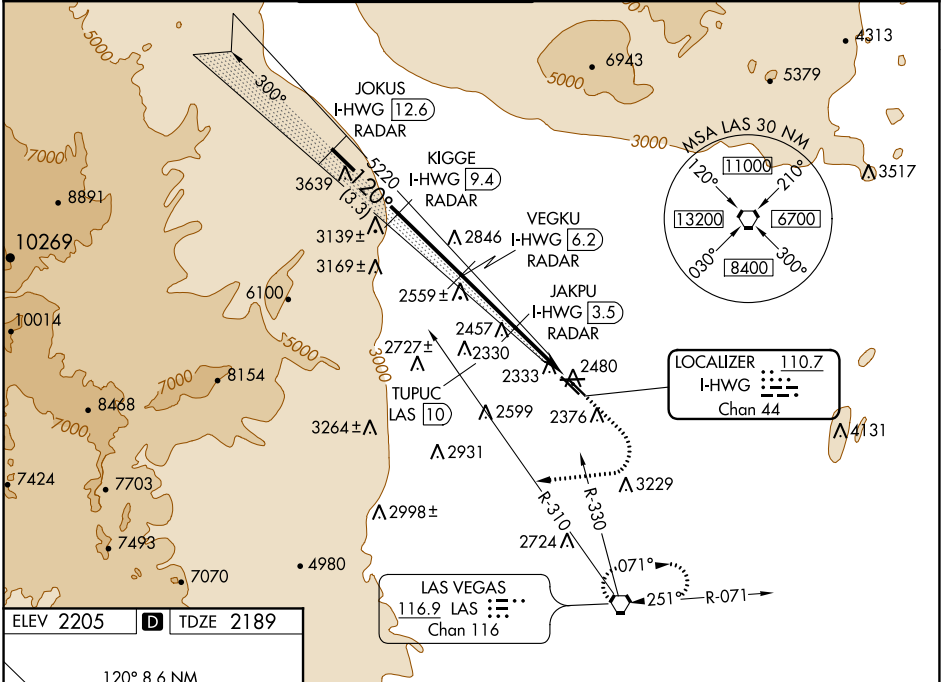 5000
4313
6943
5379
5000
3000
300°
JOKUS
I-HWG 12.6
RADAR
MSA LAS 30 NM
120°
11000
210°
13200
6700
030°
8400
300°
3517
7000
8891
5220
KIGGE
I-HWG 9.4
RADAR
3639
120°
(3.3)
10269
3139±
2846
VEGKU
I-HWG 6.2
RADAR
3169±
6100
2559±
JAKPU
I-HWG 3.5
RADAR
10014
5000
3000
2457
2727±
2330
2333
2480
LOCALIZER 110.7
I-HWG
Chan 44
7000
8154
TUPUC
LAS 10
8468
7000
2599
2376
3264±
4131
2931
7424
7703
3229
R-310
R-330
2998±
7493
2724
4980
7070
071°
251°
R-071
LAS VEGAS
116.9 LAS
Chan 116
ELEV 2205
D
TDZE 2189
120° 8.6 NM